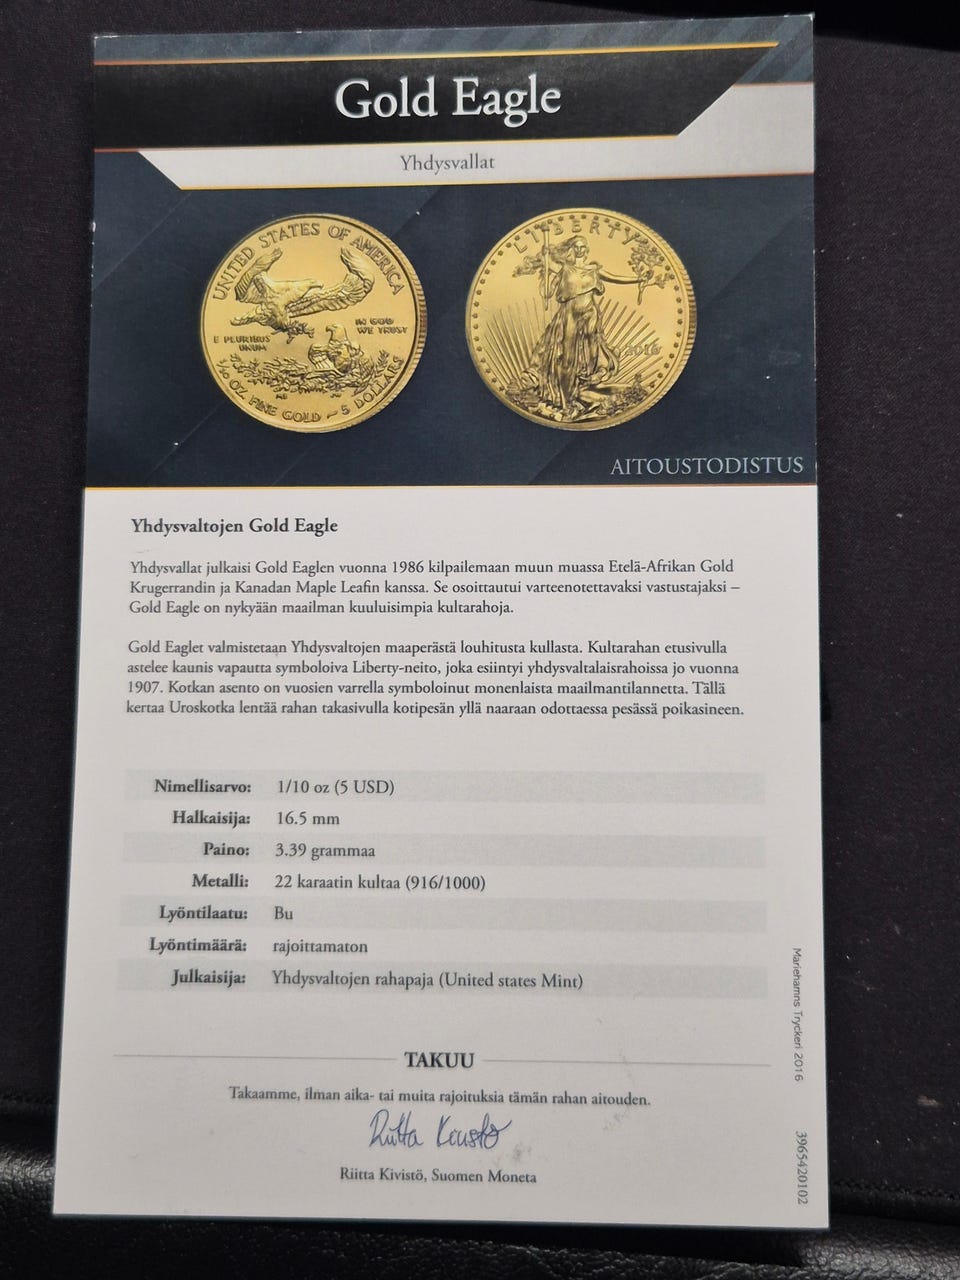 Gold Eagle
Yhdysvallat
UNITED STATES OF AMERICA
IN GOD
WE TRUST
E PLURIBUS
UNUM
1/10 OZ FINE GOLD ~ 5 DOLLARS
LIBERTY
2016
AITOUSTODISTUS
Yhdysvaltojen Gold Eagle
Yhdysvallat julkaisi Gold Eaglen vuonna 1986 kilpailemaan muun muassa Etelä-Afrikan Gold
Krugerrandin ja Kanadan Maple Leafin kanssa. Se osoittautui varteenotettavaksi vastustajaksi –
Gold Eagle on nykyään maailman kuuluisimpia kultarahoja.
Gold Eaglet valmistetaan Yhdysvaltojen maaperästä louhitusta kullasta. Kultarahan etusivulla
astelee kaunis vapautta symboloiva Liberty-neito, joka esiintyi yhdysvaltalaisrahoissa jo vuonna
1907. Kotkan asento on vuosien varrella symboloinut monenlaista maailmantilannetta. Tällä
kertaa Uroskotka lentää rahan takasivulla kotipesän yllä naaraan odottaessa pesässä poikasineen.
Nimellisarvo: 1/10 oz (5 USD)
Halkaisija: 16.5 mm
Paino: 3.39 grammaa
Metalli: 22 karaatin kultaa (916/1000)
Lyöntilaatu: Bu
Lyöntimäärä: rajoittamaton
Julkaisija: Yhdysvaltojen rahapaja (United states Mint)
TAKUU
Takaamme, ilman aika- tai muita rajoituksia tämän rahan aitouden.
Riitta Kivistö
Riitta Kivistö, Suomen Moneta
Mariehamns Tryckeri 2016
3965420102